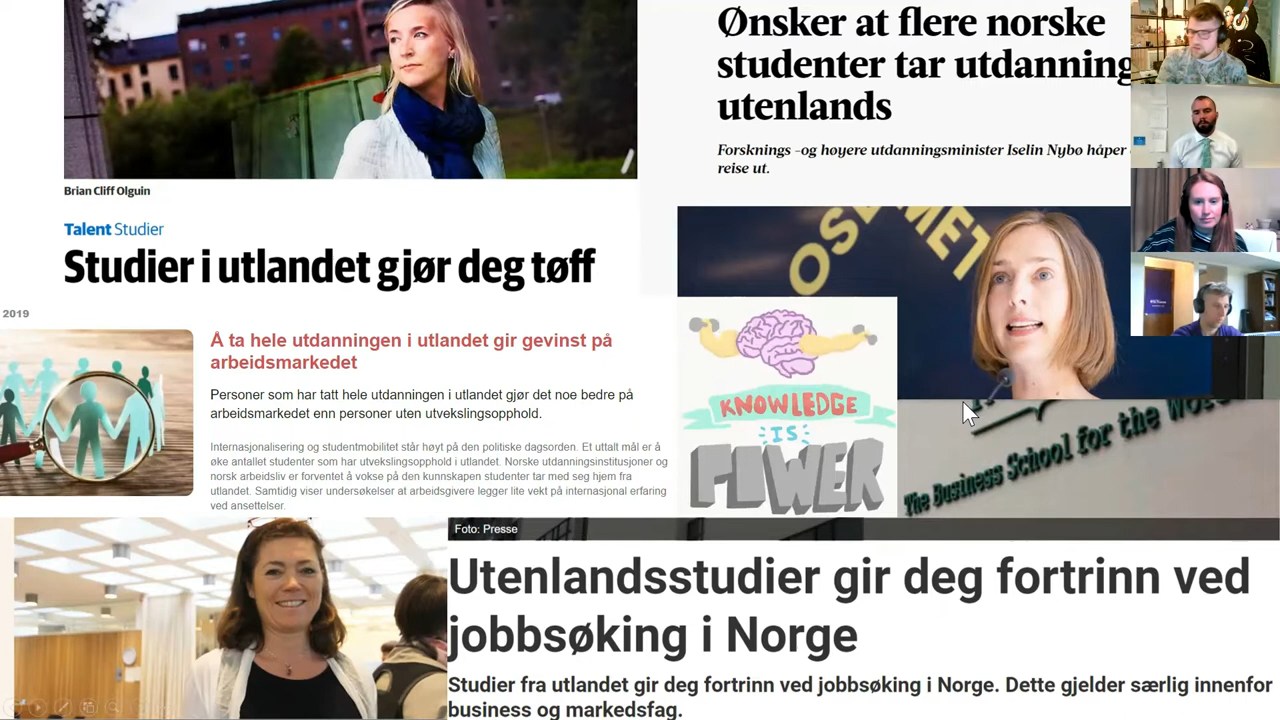 Brian Cliff Olguin
Talent Studier
Studier i utlandet gjør deg tøff
Ønsker at flere norske
studenter tar utdanning
utenlands
Forsknings -og høyere utdanningsminister Iselin Nybø håper
reise ut.
2019
Å ta hele utdanningen i utlandet gir gevinst på
arbeidsmarkedet
Personer som har tatt hele utdanningen i utlandet gjør det noe bedre på
arbeidsmarkedet enn personer uten utvekslingsopphold.
Internasjonalisering og studentmobilitet står høyt på den politiske dagsorden. Et uttalt mål er å
øke antallet studenter som har utvekslingsopphold i utlandet. Norske utdanningsinstitusjoner og
norsk arbeidsliv er forventet å vokse på den kunnskapen studenter tar med seg hjem fra
utlandet. Samtidig viser undersøkelser at arbeidsgivere legger lite vekt på internasjonal erfaring
ved ansettelser.
KNOWLEDGE
IS
POWER
The Business School for the
Foto: Presse
Utenlandsstudier gir deg fortrinn ved
jobbsøking i Norge
Studier fra utlandet gir deg fortrinn ved jobbsøking i Norge. Dette gjelder særlig innenfor
business og markedsfag.